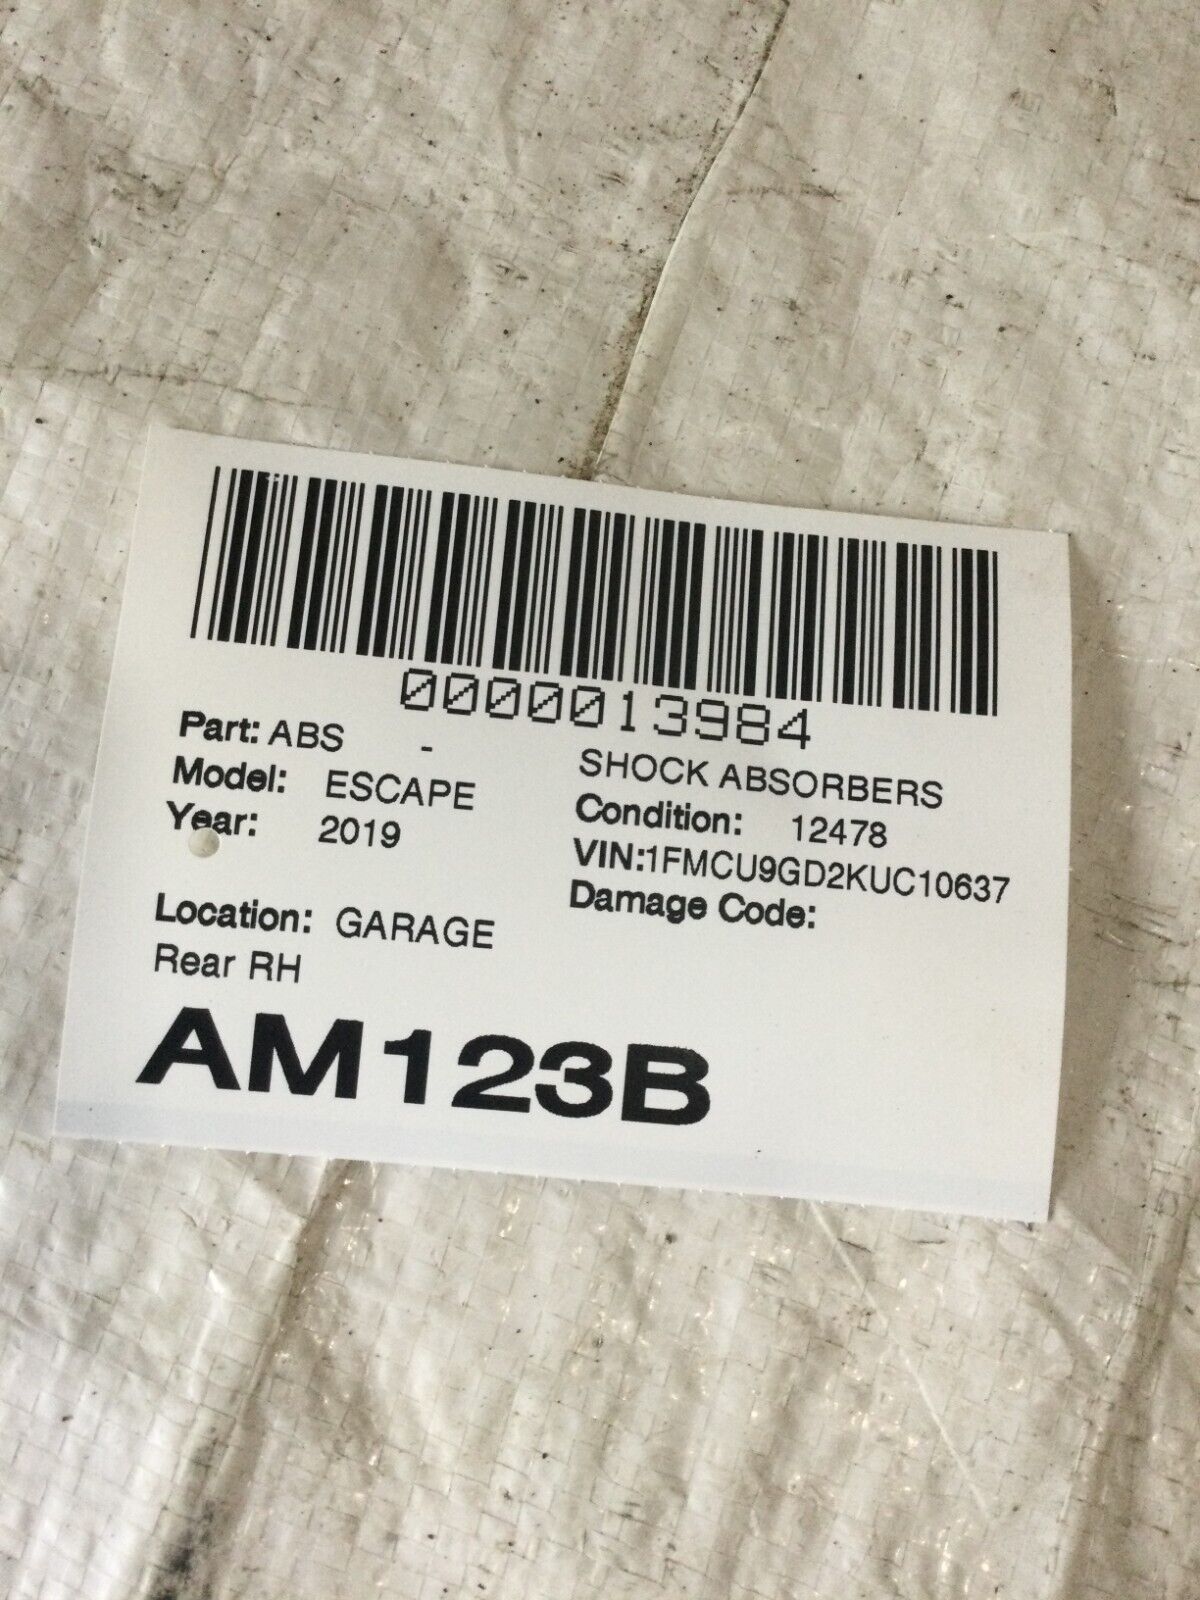 0000013984
Part: ABS - SHOCK ABSORBERS
Model: ESCAPE Condition: 12478
Year: 2019 VIN:1FMCU9GD2KUC10637
Damage Code:
Location: GARAGE
Rear RH
AM123B